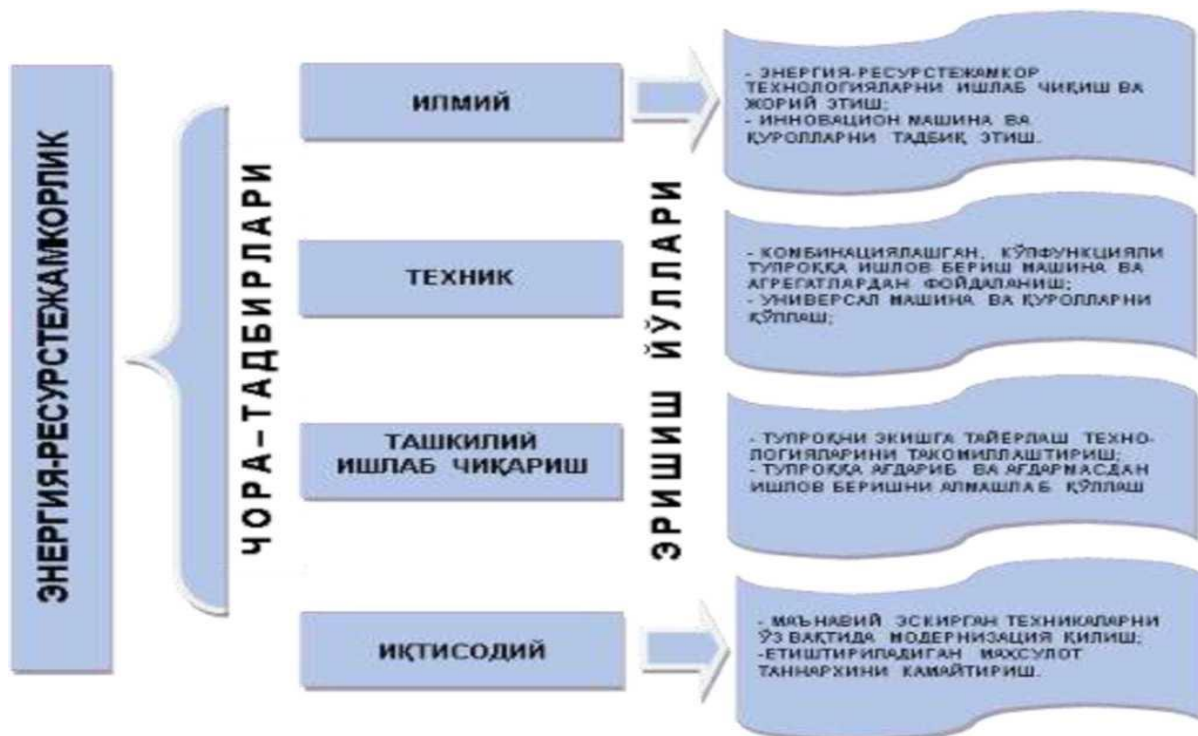 ЭНЕРГИЯ-РЕСУРСТЕЖАМКОРЛИК
ЧОРА-ТАДБИРЛАРИ
ИЛМИЙ
ТЕХНИК
ТАШКИЛИЙ
ИШЛАБ ЧИҚАРИШ
ИҚТИСОДИЙ
ЭРИШИШ ЙЎЛЛАРИ
- ЭНЕРГИЯ-РЕСУРСТЕЖАМКОР
ТЕХНОЛОГИЯЛАРНИ ИШЛАБ ЧИҚИШ ВА
ЖОРИЙ ЭТИШ;
- ИННОВАЦИОН МАШИНА ВА
ҚУРОЛЛАРНИ ТАДБИҚ ЭТИШ.
- КОМБИНАЦИЯЛАШГАН, КЎПФУНКЦИЯЛИ
ТУПРОҚҚА ИШЛОВ БЕРИШ МАШИНА ВА
АГРЕГАТЛАРДАН ФОЙДАЛАНИШ;
- УНИВЕРСАЛ МАШИНА ВА ҚУРОЛЛАРНИ
ҚЎЛЛАШ;
- ТУПРОҚНИ ЭКИШГА ТАЙЁРЛАШ ТЕХНО-
ЛОГИЯЛАРИНИ ТАКОМИЛЛАШТИРИШ;
- ТУПРОҚҚА АҒДАРИБ ВА АҒДАРМАСДАН
ИШЛОВ БЕРИШНИ АЛМАШЛАБ ҚЎЛЛАШ
- МАЪНАВИЙ ЭСКИРГАН ТЕХНИКАЛАРНИ
ЎЗ ВАҚТИДА МОДЕРНИЗАЦИЯ ҚИЛИШ;
-ЕТИШТИРИЛАДИГАН МАҲСУЛОТ
ТАННАРХИНИ КАМАЙТИРИШ.